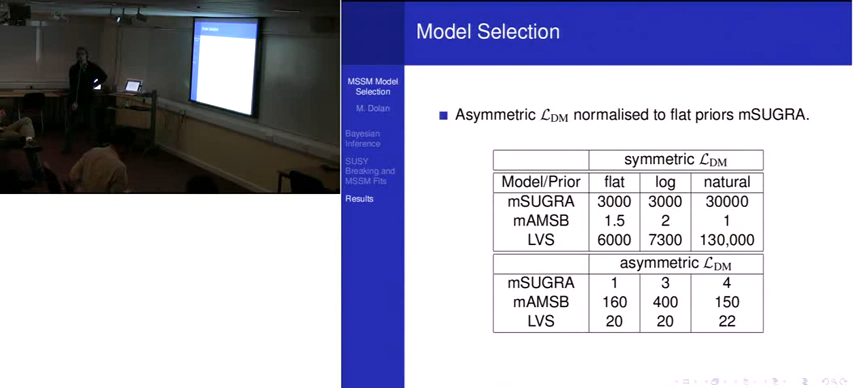 Model Selection
MSSM Model
Selection
M. Dolan
Bayesian
Inference
SUSY
Breaking and
MSSM Fits
Results
Asymmetric ℒDM normalised to flat priors mSUGRA.
symmetric ℒDM
Model/Prior flat log natural
mSUGRA 3000 3000 30000
mAMSB 1.5 2 1
LVS 6000 7300 130,000
asymmetric ℒDM
mSUGRA 1 3 4
mAMSB 160 400 150
LVS 20 20 22